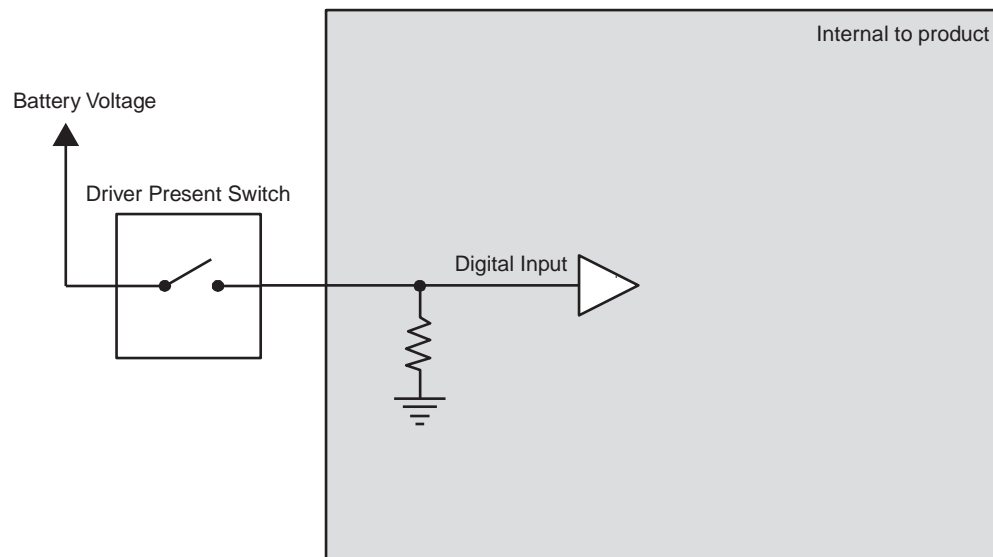 Internal to product
Battery Voltage
Driver Present Switch
Digital Input